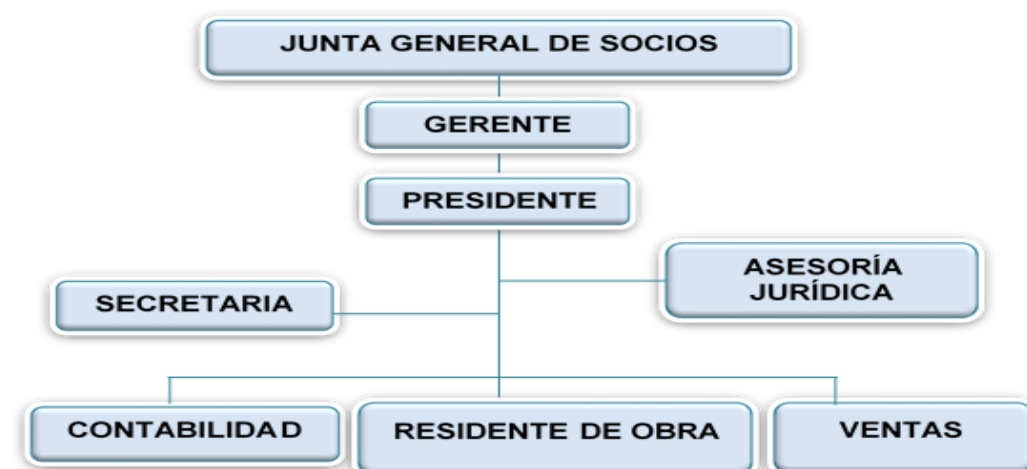 JUNTA GENERAL DE SOCIOS
GERENTE
PRESIDENTE
ASESORÍA
JURÍDICA
SECRETARIA
CONTABILIDAD
RESIDENTE DE OBRA
VENTAS